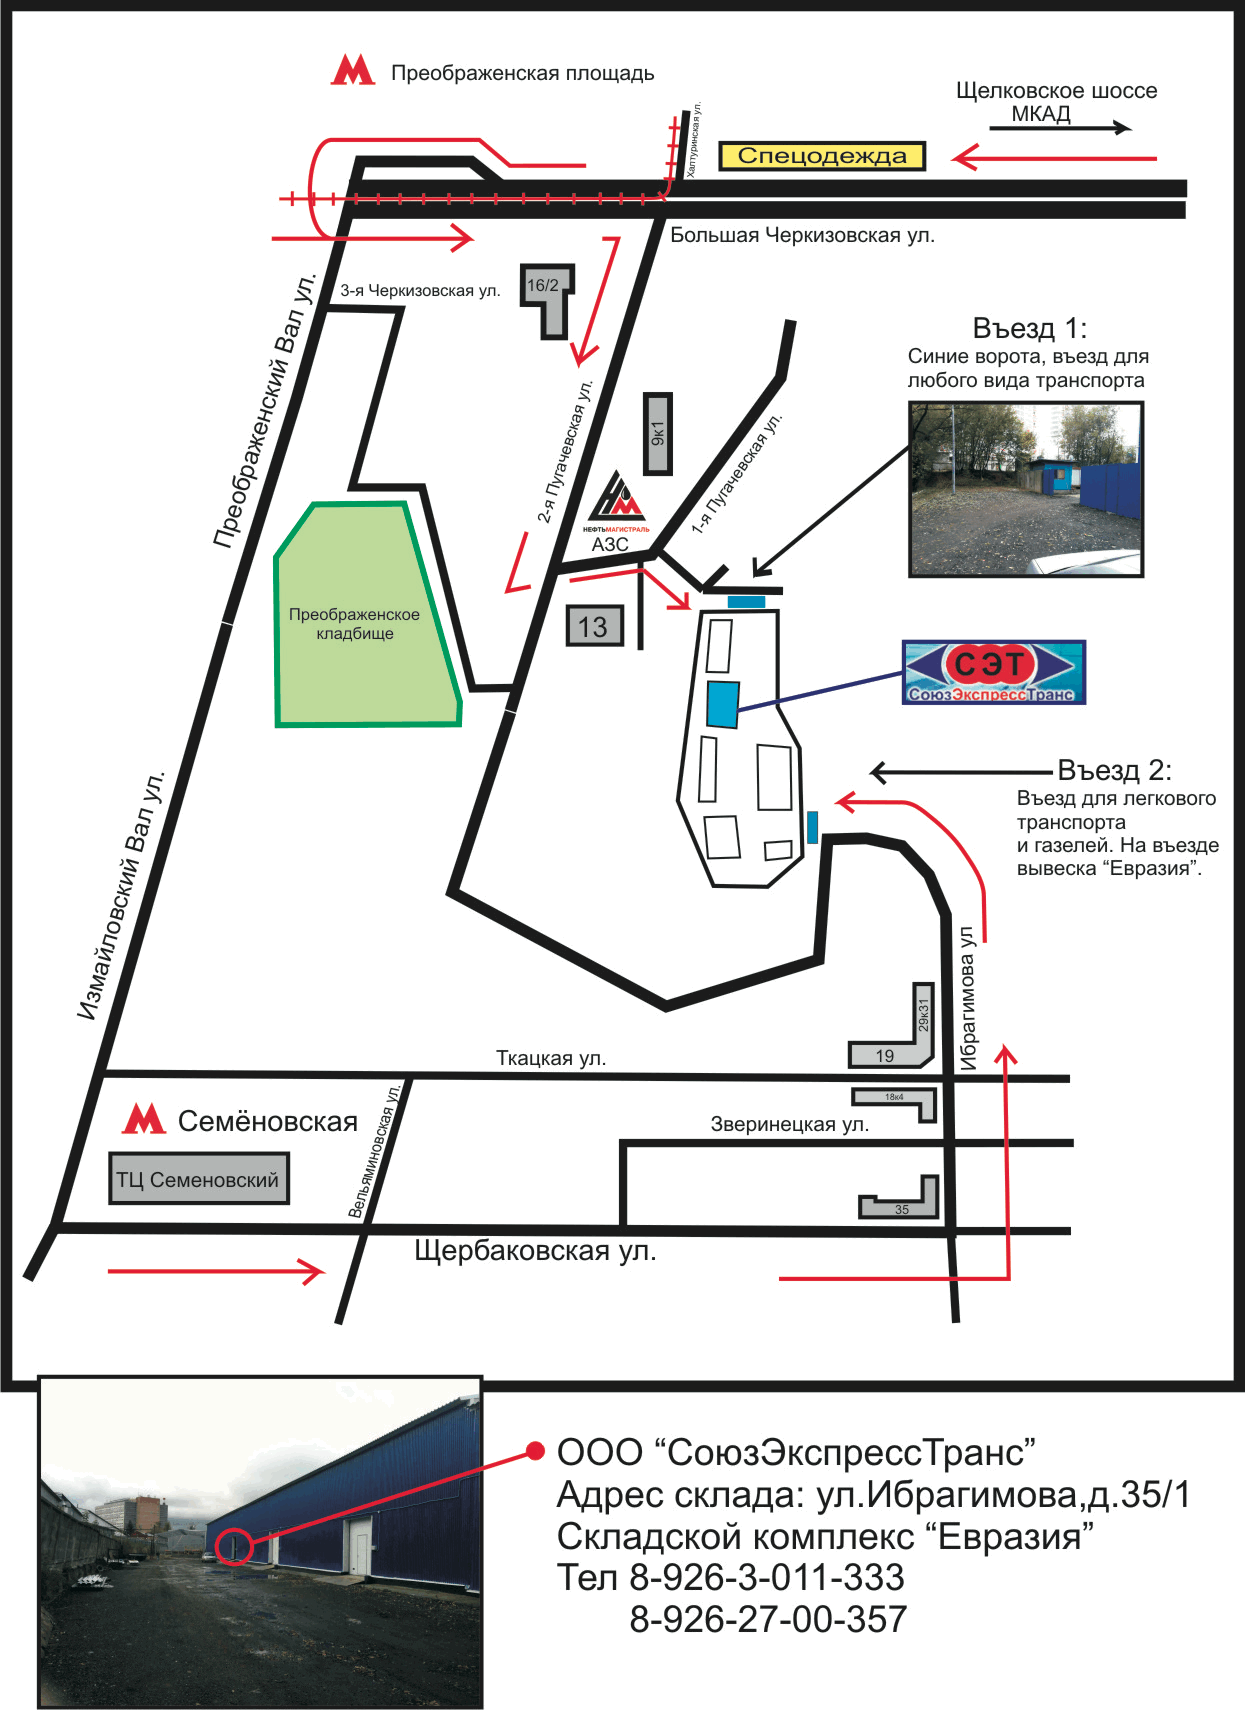 Преображенская площадь
Щелковское шоссе
МКАД
Халтуринская ул.
Спецодежда
Большая Черкизовская ул.
3-я Черкизовская ул.
16/2
Преображенский Вал ул.
Въезд 1:
Синие ворота, въезд для
любого вида транспорта
2-я Пугачевская ул.
9к1
1-я Пугачевская ул.
НМ
НЕФТЬМАГИСТРАЛЬ
АЗС
13
Преображенское
кладбище
СЭТ
СоюзЭкспрессТранс
Въезд 2:
Въезд для легкового
транспорта
и газелей. На въезде
вывеска “Евразия”.
Измайловский Вал ул.
Ибрагимова ул
29к31
19
Ткацкая ул.
18к4
Семёновская
Вельяминовская ул.
Зверинецкая ул.
ТЦ Семеновский
35
Щербаковская ул.
ООО “СоюзЭкспрессТранс”
Адрес склада: ул.Ибрагимова,д.35/1
Складской комплекс “Евразия”
Тел 8-926-3-011-333
8-926-27-00-357